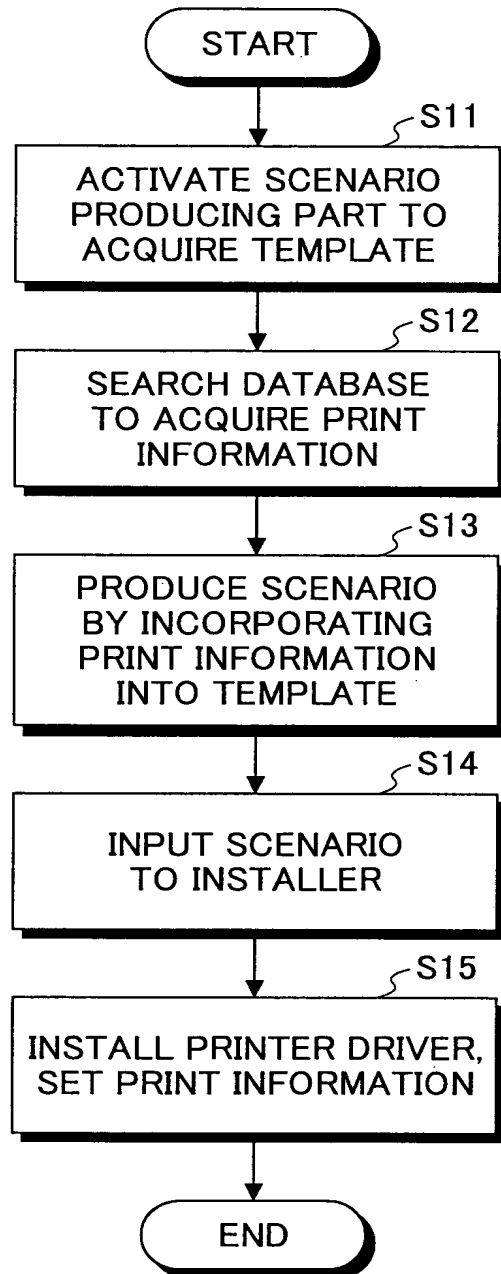 START
S11
ACTIVATE SCENARIO
PRODUCING PART TO
ACQUIRE TEMPLATE
S12
SEARCH DATABASE
TO ACQUIRE PRINT
INFORMATION
S13
PRODUCE SCENARIO
BY INCORPORATING
PRINT INFORMATION
INTO TEMPLATE
S14
INPUT SCENARIO
TO INSTALLER
S15
INSTALL PRINTER DRIVER,
SET PRINT INFORMATION
END